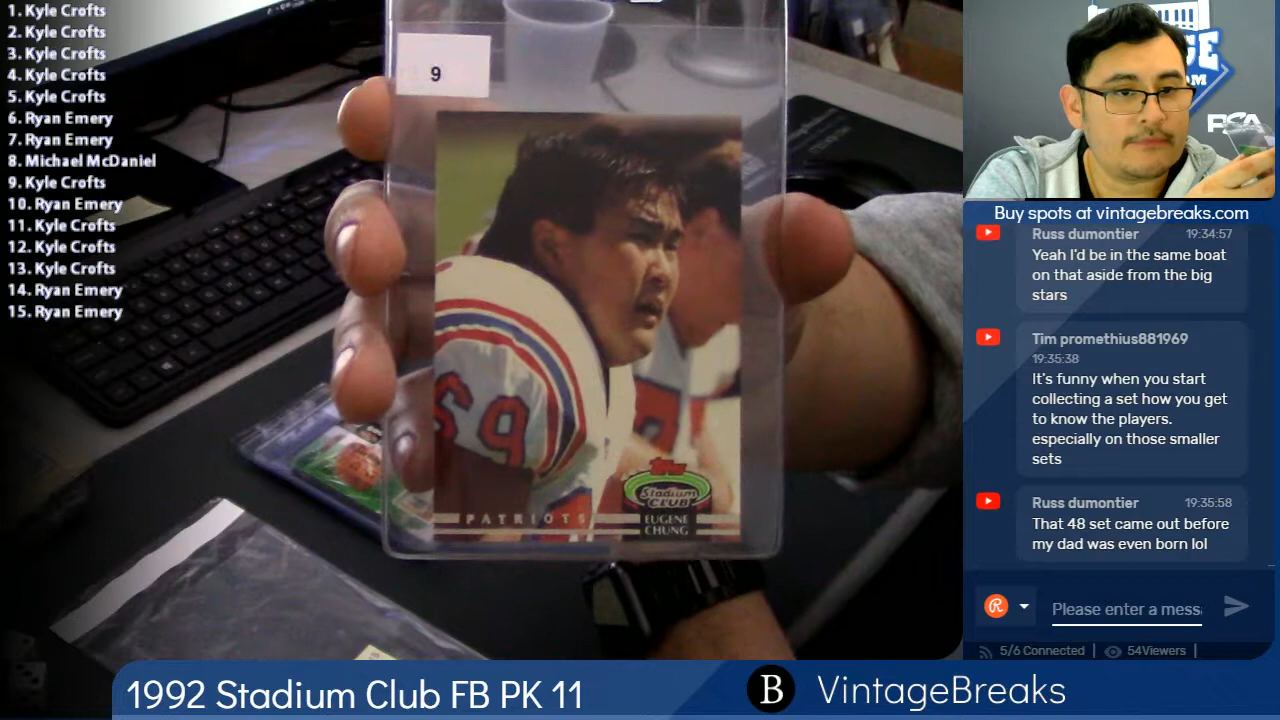 1. Kyle Crofts
2. Kyle Crofts
3. Kyle Crofts
4. Kyle Crofts
5. Kyle Crofts
6. Ryan Emery
7. Ryan Emery
8. Michael McDaniel
9. Kyle Crofts
10. Ryan Emery
11. Kyle Crofts
12. Kyle Crofts
13. Kyle Crofts
14. Ryan Emery
15. Ryan Emery
9
69
PATRIOTS
Topps
Stadium
CLUB
EUGENE
CHUNG
Buy spots at vintagebreaks.com
Russ dumontier 19:34:57
Yeah I'd be in the same boat
on that aside from the big
stars
Tim promethius881969
19:35:38
It's funny when you start
collecting a set how you get
to know the players.
especially on those smaller
sets
Russ dumontier 19:35:58
That 48 set came out before
my dad was even born lol
Please enter a messa
5/6 Connected | 54Viewers |
1992 Stadium Club FB PK 11
B VintageBreaks